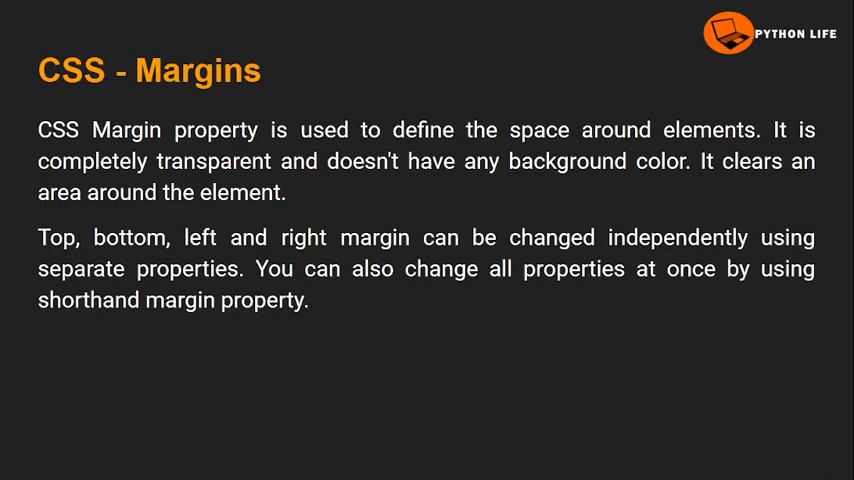 PYTHON LIFE
CSS - Margins
CSS Margin property is used to define the space around elements. It is
completely transparent and doesn't have any background color. It clears an
area around the element.
Top, bottom, left and right margin can be changed independently using
separate properties. You can also change all properties at once by using
shorthand margin property.